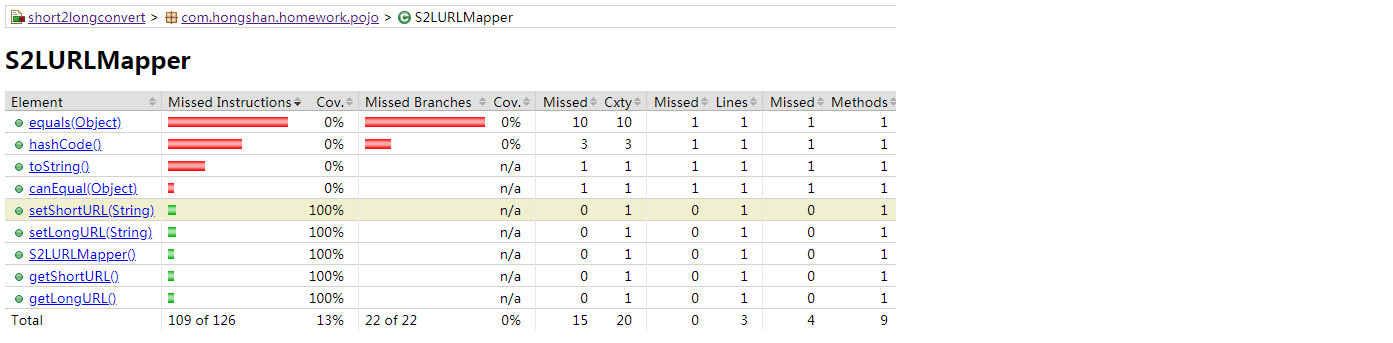 short2longconvert > com.hongshan.homework.pojo > S2LURLMapper
S2LURLMapper
Element Missed Instructions Cov. Missed Branches Cov. Missed Cxty Missed Lines Missed Methods
equals(Object) 0% 0% 10 10 1 1 1 1
hashCode() 0% 0% 3 3 1 1 1 1
toString() 0% n/a 1 1 1 1 1 1
canEqual(Object) 0% n/a 1 1 1 1 1 1
setShortURL(String) 100% n/a 0 1 0 1 0 1
setLongURL(String) 100% n/a 0 1 0 1 0 1
S2LURLMapper() 100% n/a 0 1 0 1 0 1
getShortURL() 100% n/a 0 1 0 1 0 1
getLongURL() 100% n/a 0 1 0 1 0 1
Total 109 of 126 13% 22 of 22 0% 15 20 0 3 4 9